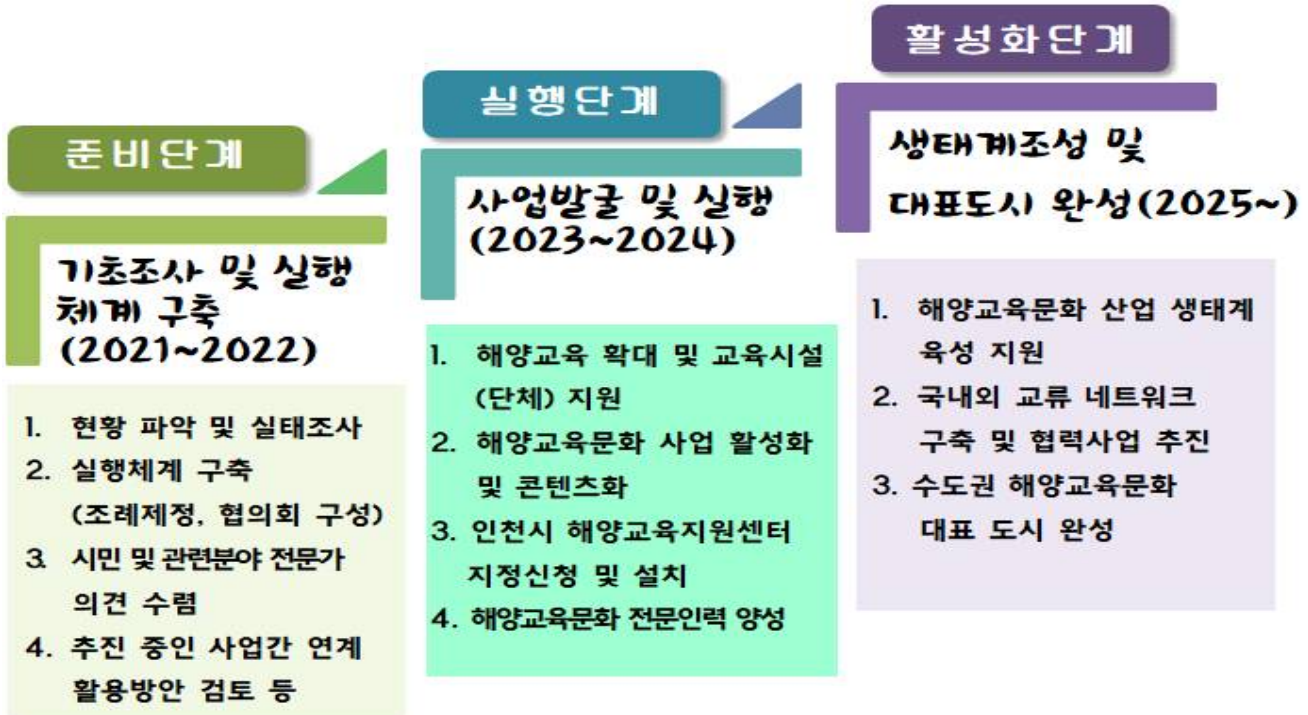 준비단계
기초조사 및 실행
체계 구축
(2021~2022)
1. 현황 파악 및 실태조사
2. 실행체계 구축
(조례제정, 협의회 구성)
3. 시민 및 관련분야 전문가
의견 수렴
4. 추진 중인 사업간 연계
활용방안 검토 등
실행단계
사업발굴 및 실행
(2023~2024)
1. 해양교육 확대 및 교육시설
(단체) 지원
2. 해양교육문화 사업 활성화
및 콘텐츠화
3. 인천시 해양교육지원센터
지정신청 및 설치
4. 해양교육문화 전문인력 양성
활성화단계
생태계조성 및
대표도시 완성(2025~)
1. 해양교육문화 산업 생태계
육성 지원
2. 국내외 교류 네트워크
구축 및 협력사업 추진
3. 수도권 해양교육문화
대표 도시 완성